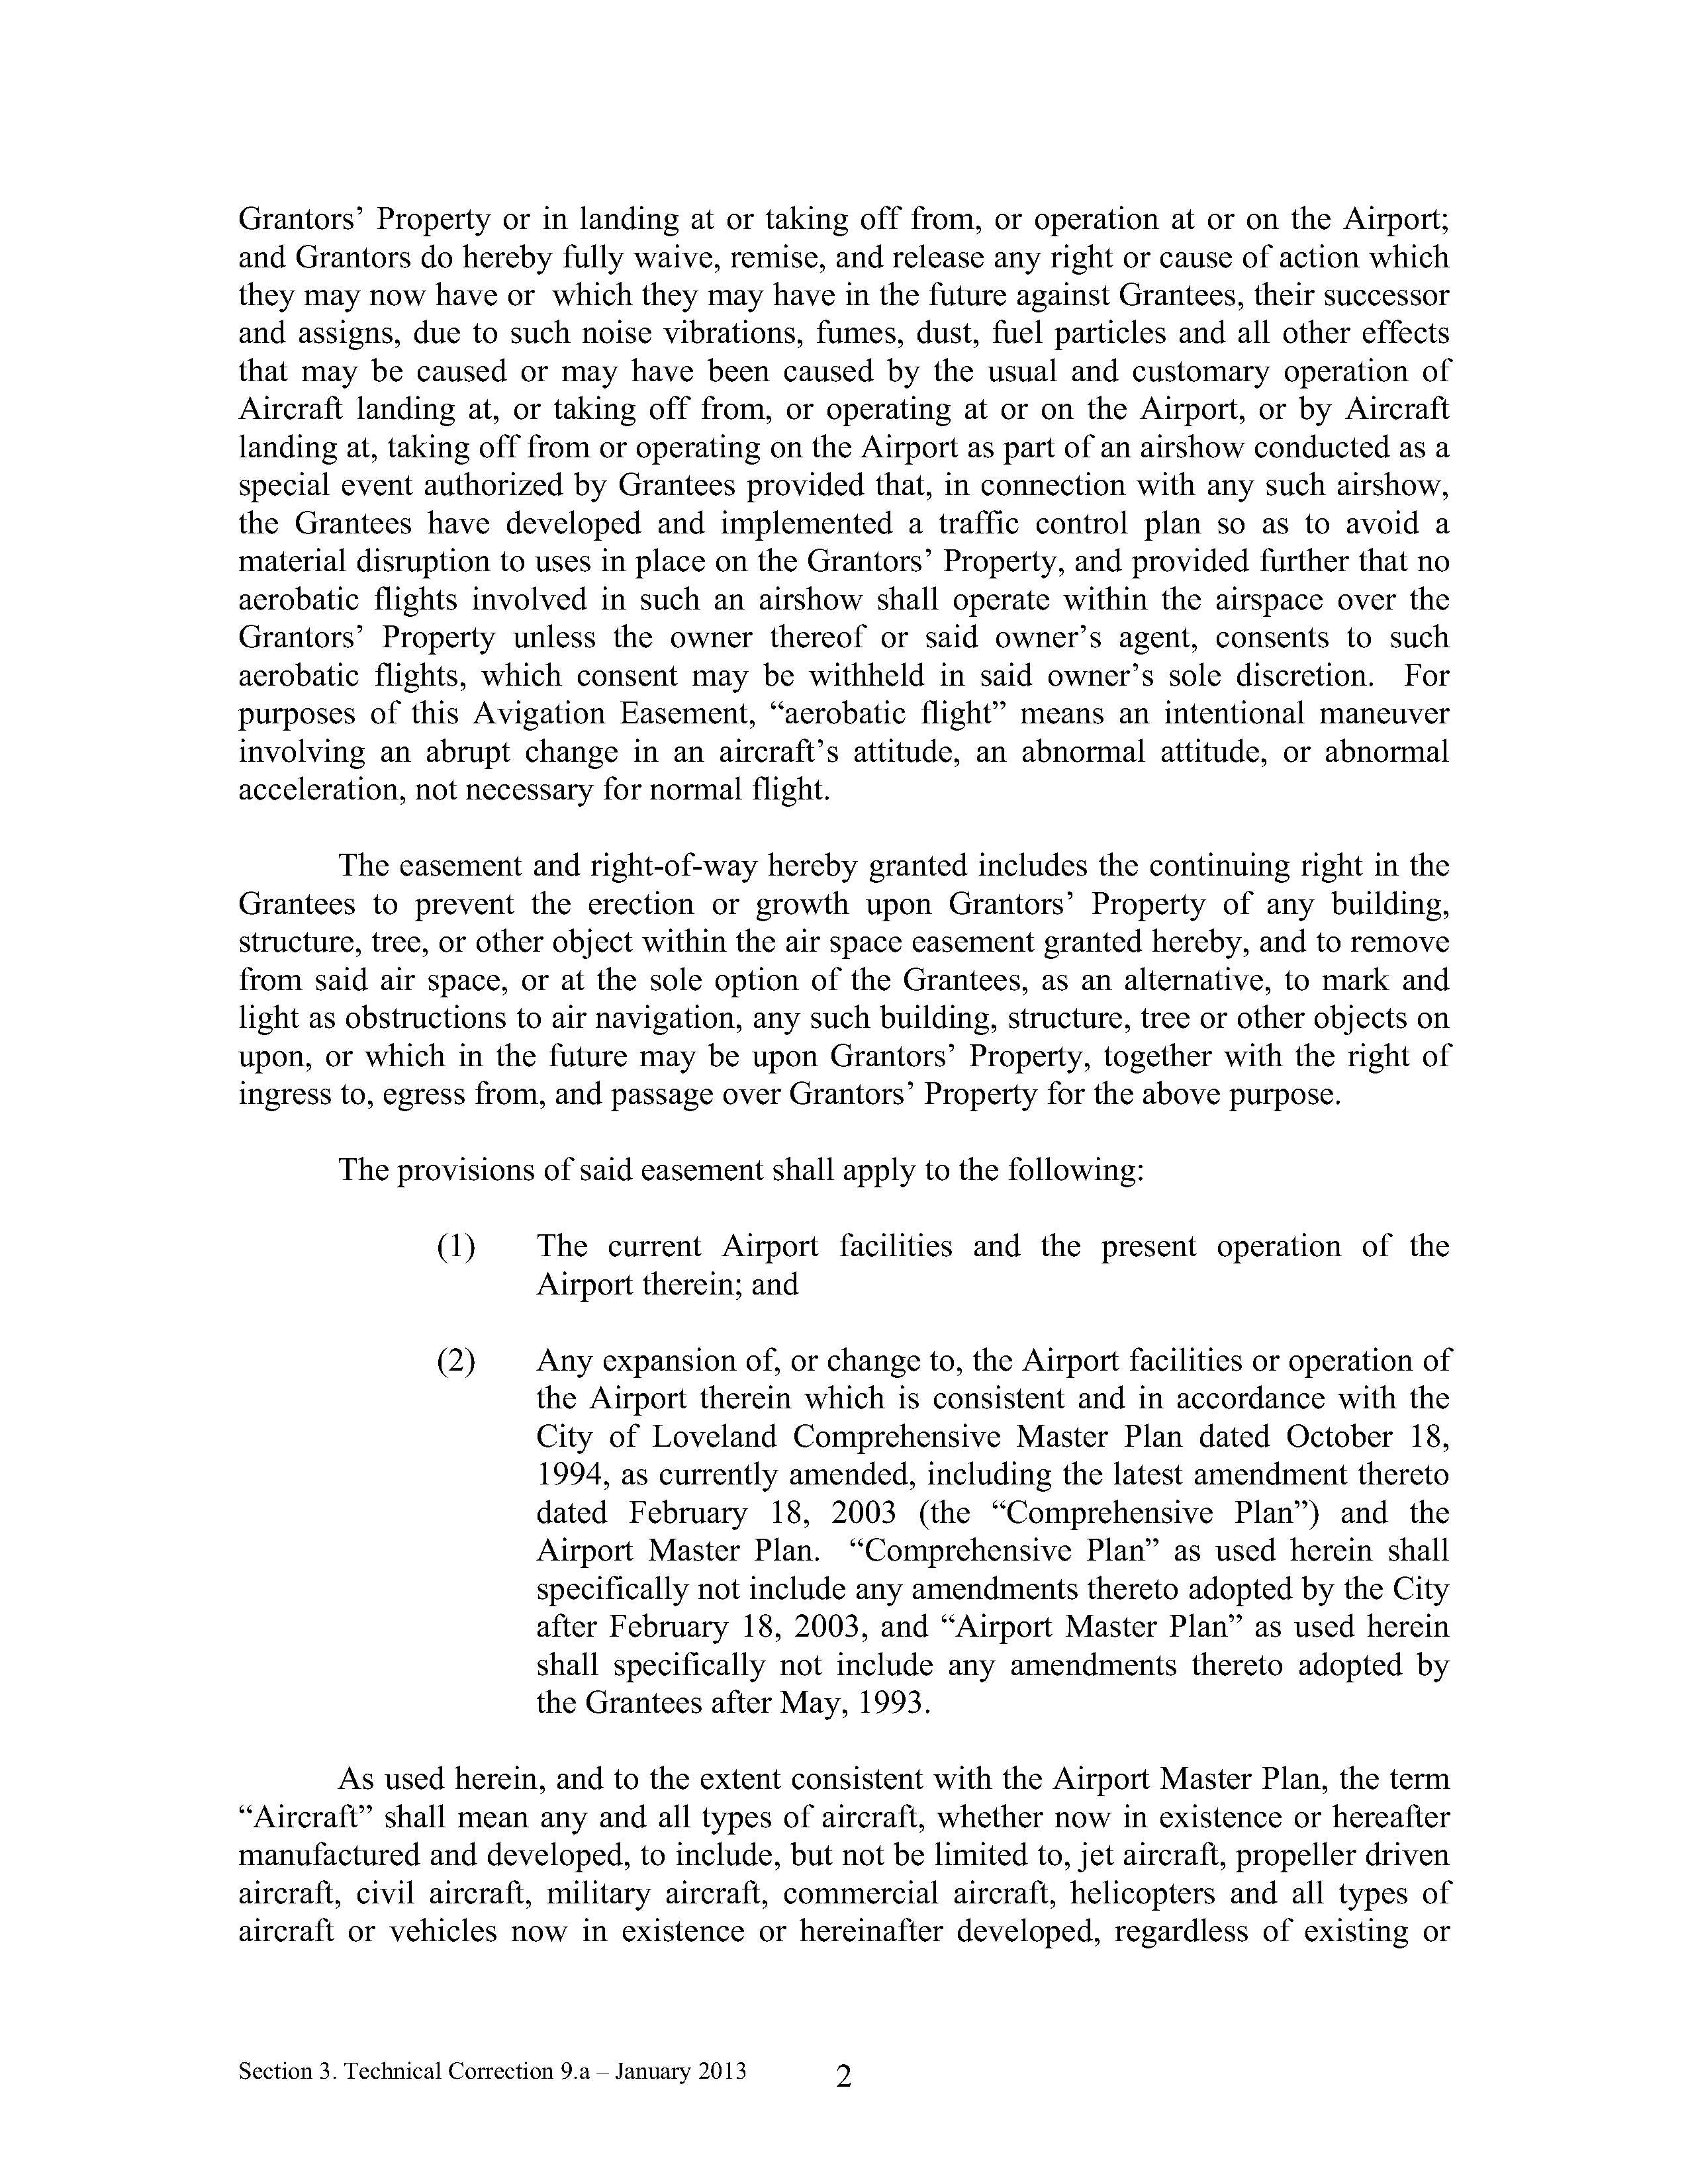 Grantors’ Property or in landing at or taking off from, or operation at or on the Airport;
and Grantors do hereby fully waive, remise, and release any right or cause of action which
they may now have or  which they may have in the future against Grantees, their successor
and assigns, due to such noise vibrations, fumes, dust, fuel particles and all other effects
that may be caused or may have been caused by the usual and customary operation of
Aircraft landing at, or taking off from, or operating at or on the Airport, or by Aircraft
landing at, taking off from or operating on the Airport as part of an airshow conducted as a
special event authorized by Grantees provided that, in connection with any such airshow,
the Grantees have developed and implemented a traffic control plan so as to avoid a
material disruption to uses in place on the Grantors’ Property, and provided further that no
aerobatic flights involved in such an airshow shall operate within the airspace over the
Grantors’ Property unless the owner thereof or said owner’s agent, consents to such
aerobatic flights, which consent may be withheld in said owner’s sole discretion.  For
purposes of this Avigation Easement, “aerobatic flight” means an intentional maneuver
involving an abrupt change in an aircraft’s attitude, an abnormal attitude, or abnormal
acceleration, not necessary for normal flight.
The easement and right-of-way hereby granted includes the continuing right in the
Grantees to prevent the erection or growth upon Grantors’ Property of any building,
structure, tree, or other object within the air space easement granted hereby, and to remove
from said air space, or at the sole option of the Grantees, as an alternative, to mark and
light as obstructions to air navigation, any such building, structure, tree or other objects on
upon, or which in the future may be upon Grantors’ Property, together with the right of
ingress to, egress from, and passage over Grantors’ Property for the above purpose.
The provisions of said easement shall apply to the following:
(1) The current Airport facilities and the present operation of the
Airport therein; and
(2) Any expansion of, or change to, the Airport facilities or operation of
the Airport therein which is consistent and in accordance with the
City of Loveland Comprehensive Master Plan dated October 18,
1994, as currently amended, including the latest amendment thereto
dated February 18, 2003 (the “Comprehensive Plan”) and the
Airport Master Plan.  “Comprehensive Plan” as used herein shall
specifically not include any amendments thereto adopted by the City
after February 18, 2003, and “Airport Master Plan” as used herein
shall specifically not include any amendments thereto adopted by
the Grantees after May, 1993.
As used herein, and to the extent consistent with the Airport Master Plan, the term
“Aircraft” shall mean any and all types of aircraft, whether now in existence or hereafter
manufactured and developed, to include, but not be limited to, jet aircraft, propeller driven
aircraft, civil aircraft, military aircraft, commercial aircraft, helicopters and all types of
aircraft or vehicles now in existence or hereinafter developed, regardless of existing or
Section 3. Technical Correction 9.a – January 2013 2